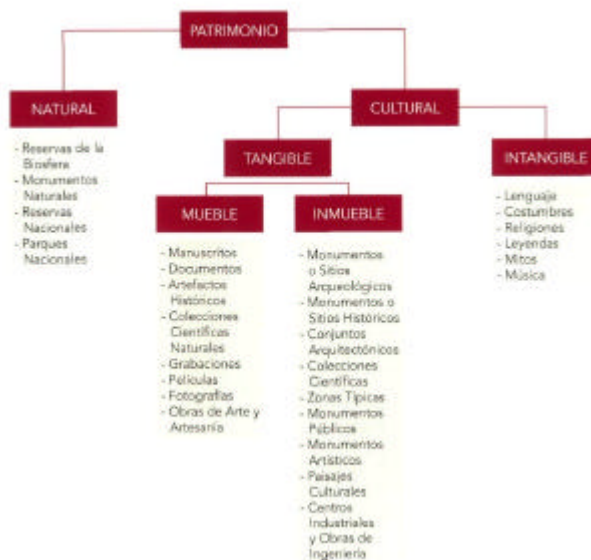 PATRIMONIO
NATURAL
- Reservas de la
Biosfera
- Monumentos
Naturales
- Reservas
Nacionales
- Parques
Nacionales
CULTURAL
TANGIBLE
MUEBLE
- Manuscritos
- Documentos
- Artefactos
Históricos
- Colecciones
Científicas
Naturales
- Grabaciones
- Películas
- Fotografías
- Obras de Arte y
Artesanía
INMUEBLE
- Monumentos
o Sitios
Arqueológicos
- Monumentos o
Sitios Históricos
- Conjuntos
Arquitectónicos
- Colecciones
Científicas
- Zonas Típicas
- Monumentos
Públicos
- Monumentos
Artísticos
- Paisajes
Culturales
- Centros
Industriales
y Obras de
Ingeniería
INTANGIBLE
- Lenguaje
- Costumbres
- Religiones
- Leyendas
- Mitos
- Música